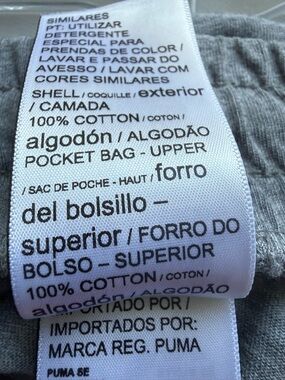 SIMILARES
PT: UTILIZAR
DETERGENTE
ESPECIAL PARA
PRENDAS DE COLOR /
LAVAR E PASSAR DO
AVESSO / LAVAR COM
CORES SIMILARES
SHELL / COQUILLE / exterior
/ CAMADA
100% COTTON / COTON /
algodón / ALGODÃO
POCKET BAG - UPPER
/ SAC DE POCHE - HAUT / forro
del bolsillo –
superior / FORRO DO
BOLSO – SUPERIOR
100% COTTON / COTON /
algodón / ALGODÃO
IMPORTADOS POR:
MARCA REG. PUMA
PUMA SE